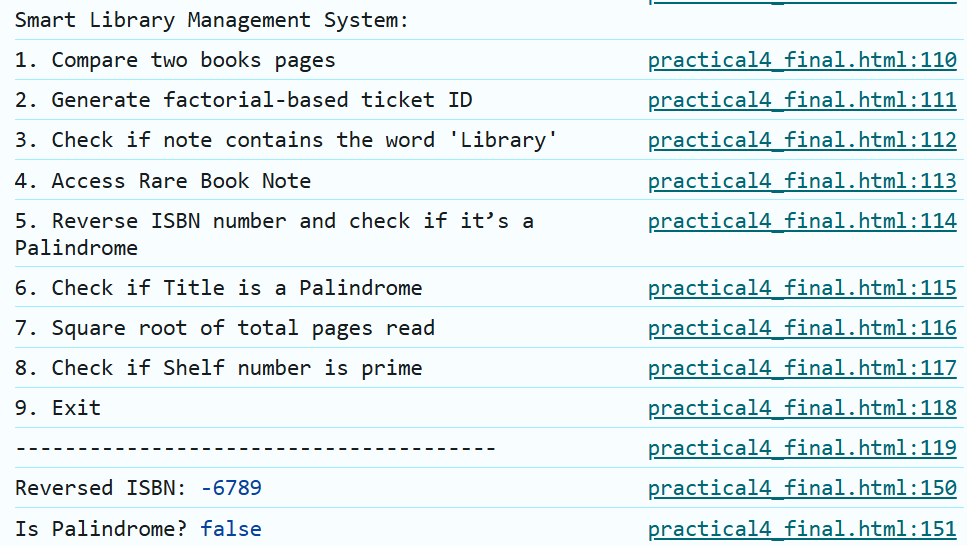 Smart Library Management System:
1. Compare two books pages practical4_final.html:110
2. Generate factorial-based ticket ID practical4_final.html:111
3. Check if note contains the word 'Library' practical4_final.html:112
4. Access Rare Book Note practical4_final.html:113
5. Reverse ISBN number and check if it’s a practical4_final.html:114
Palindrome
6. Check if Title is a Palindrome practical4_final.html:115
7. Square root of total pages read practical4_final.html:116
8. Check if Shelf number is prime practical4_final.html:117
9. Exit practical4_final.html:118
--------------------------------------- practical4_final.html:119
Reversed ISBN: -6789 practical4_final.html:150
Is Palindrome? false practical4_final.html:151